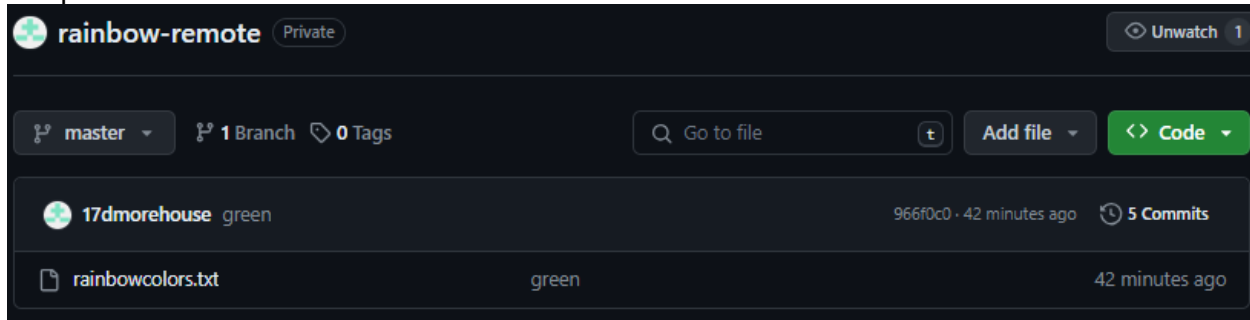 rainbow-remote Private Unwatch 1
master 1 Branch 0 Tags Go to file t Add file <> Code
17dmorehouse green 966f0c0 · 42 minutes ago 5 Commits
rainbowcolors.txt green 42 minutes ago